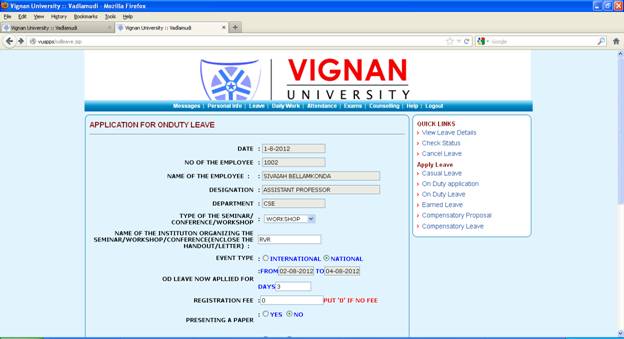 Vignan University :: Vadlamudi - Mozilla Firefox
File Edit View History Bookmarks Tools Help
Vignan University :: Vadlamudi × Vignan University :: Vadlamudi × +
vuapps/odleave.jsp Google
VIGNAN
UNIVERSITY
Messages | Personal Info | Leave | Daily Work | Attendance | Exams | Counselling | Help | Logout
APPLICATION FOR ONDUTY LEAVE
DATE : 1-8-2012
NO OF THE EMPLOYEE : 1002
NAME OF THE EMPLOYEE : : SIVAIAH BELLAMKONDA
DESIGNATION : ASSISTANT PROFESSOR
DEPARTMENT : CSE
TYPE OF THE SEMINAR/
CONFERENCE/WORKSHOP : WORKSHOP
NAME OF THE INSTITUTON ORGANIZING THE
SEMINAR/WORKSHOP/CONFERENCE(ENCLOSE THE
HANDOUT/LETTER) : : RVR
EVENT TYPE : INTERNATIONAL NATIONAL
OD LEAVE NOW APLLIED FOR :FROM 02-08-2012 TO 04-08-2012
DAYS 3
REGISTRATION FEE : 0 PUT '0' IF NO FEE
PRESENTING A PAPER : YES NO
QUICK LINKS
View Leave Details
Check Status
Cancel Leave
Apply Leave
Casual Leave
On Duty application
On Duty Leave
Earned Leave
Compensatory Proposal
Compensatory Leave